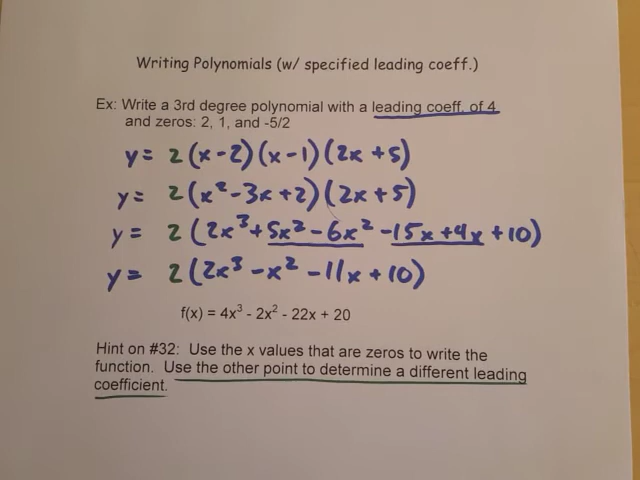 Writing Polynomials (w/ specified leading coeff.)
Ex: Write a 3rd degree polynomial with a leading coeff. of 4
and zeros: 2, 1, and -5/2
y = 2(x-2)(x-1)(2x+5)
y = 2(x²-3x+2)(2x+5)
y = 2(2x³+5x²-6x²-15x+4x+10)
y = 2(2x³-x²-11x+10)
f(x) = 4x³ - 2x² - 22x + 20
Hint on #32: Use the x values that are zeros to write the
function. Use the other point to determine a different leading
coefficient.